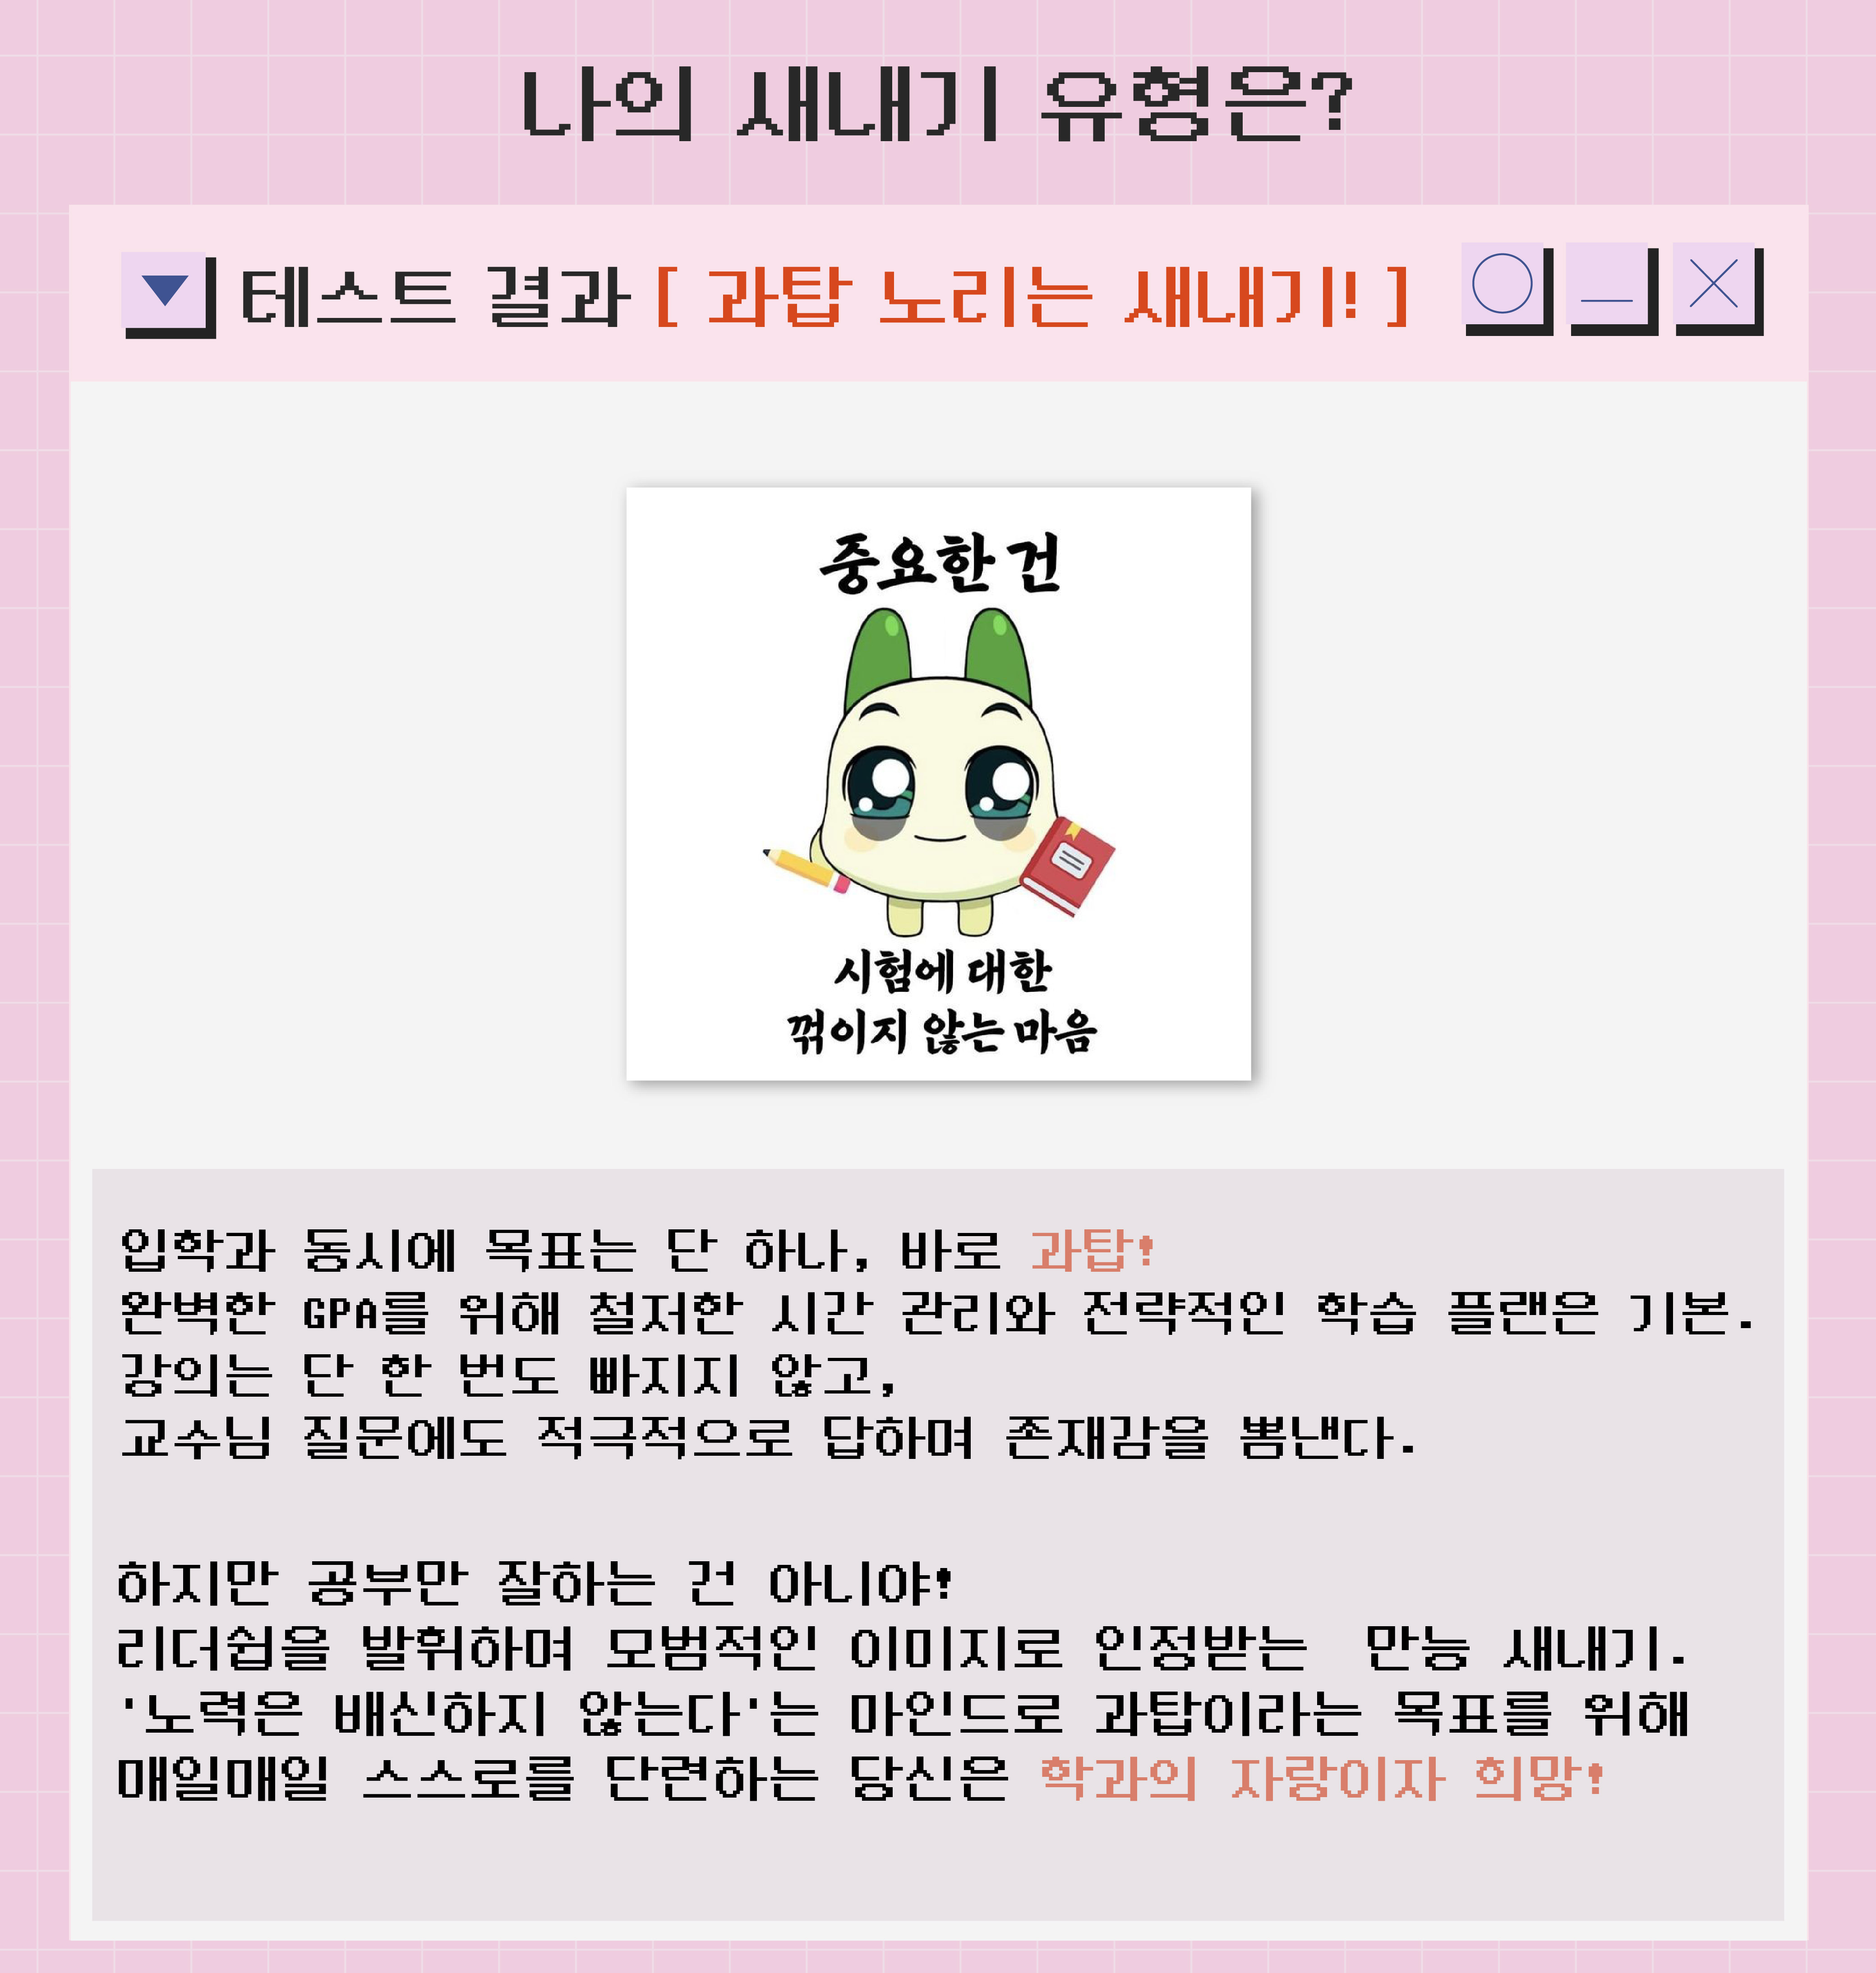 나의 새내기 유형은?
테스트 결과 [ 과탑 노리는 새내기! ]
중요한 건
시험에 대한
꺾이지 않는 마음
입학과 동시에 목표는 단 하나, 바로 과탑!
완벽한 GPA를 위해 철저한 시간 관리와 전략적인 학습 플랜은 기본.
강의는 단 한 번도 빠지지 않고,
교수님 질문에도 적극적으로 답하며 존재감을 뽐낸다.
하지만 공부만 잘하는 건 아니야!
리더쉽을 발휘하며 모범적인 이미지로 인정받는 만능 새내기.
'노력은 배신하지 않는다'는 마인드로 과탑이라는 목표를 위해
매일매일 스스로를 단련하는 당신은 학과의 자랑이자 희망!